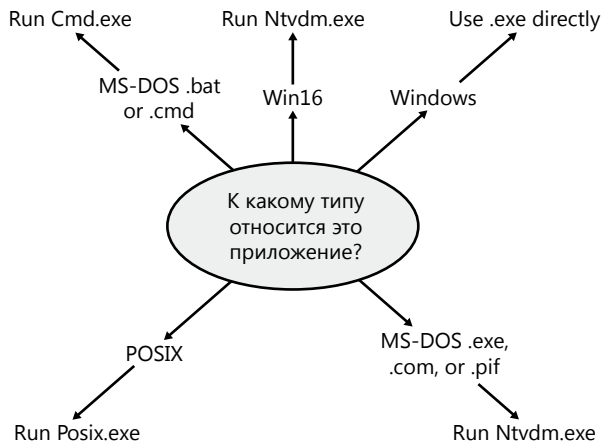 Run Cmd.exe
Run Ntvdm.exe
Use .exe directly
MS-DOS .bat
or .cmd
Win16
Windows
К какому типу
относится это
приложение?
POSIX
MS-DOS .exe,
.com, or .pif
Run Posix.exe
Run Ntvdm.exe